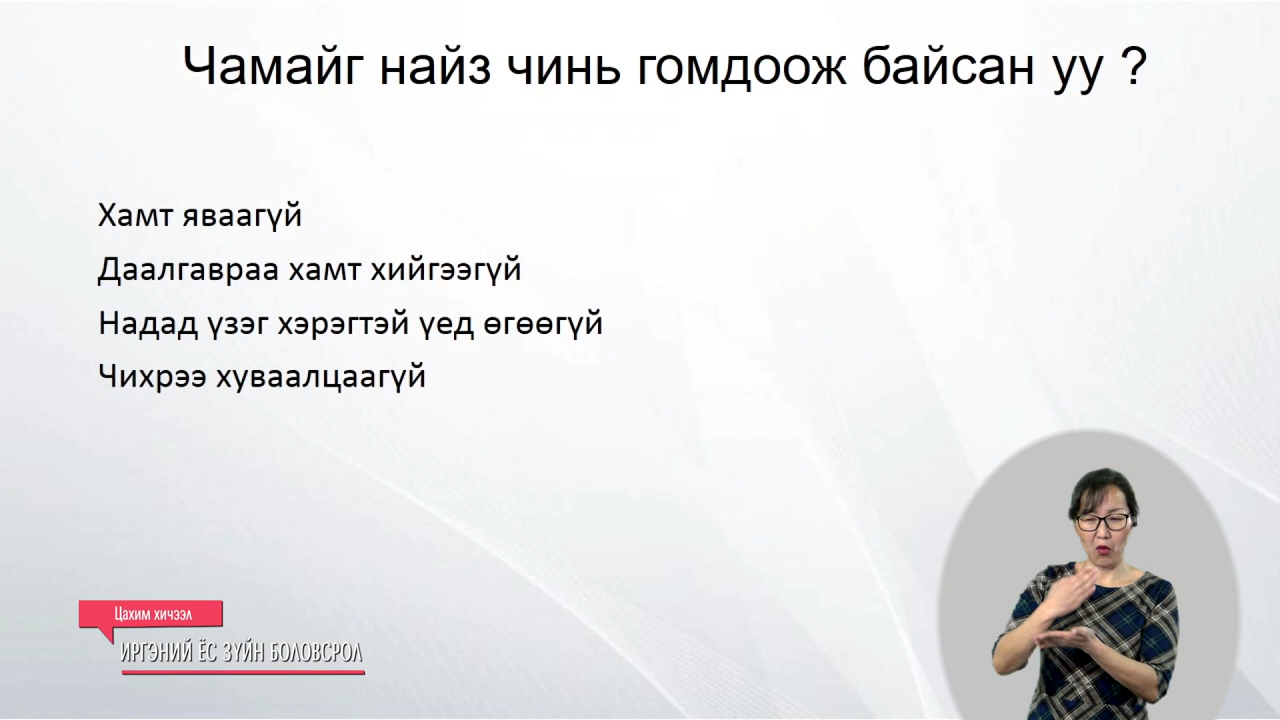 Чамайг найз чинь гомдоож байсан уу ?
Хамт яваагүй
Даалгавраа хамт хийгээгүй
Надад үзэг хэрэгтэй үед өгөөгүй
Чихрээ хуваалцаагүй
Цахим хичээл
ИРГЭНИЙ ЁС ЗҮЙН БОЛОВСРОЛ